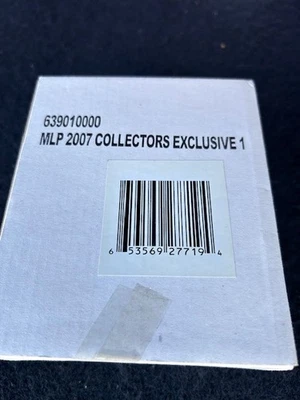 639010000
MLP 2007 COLLECTORS EXCLUSIVE 1
6 53569 27719 4